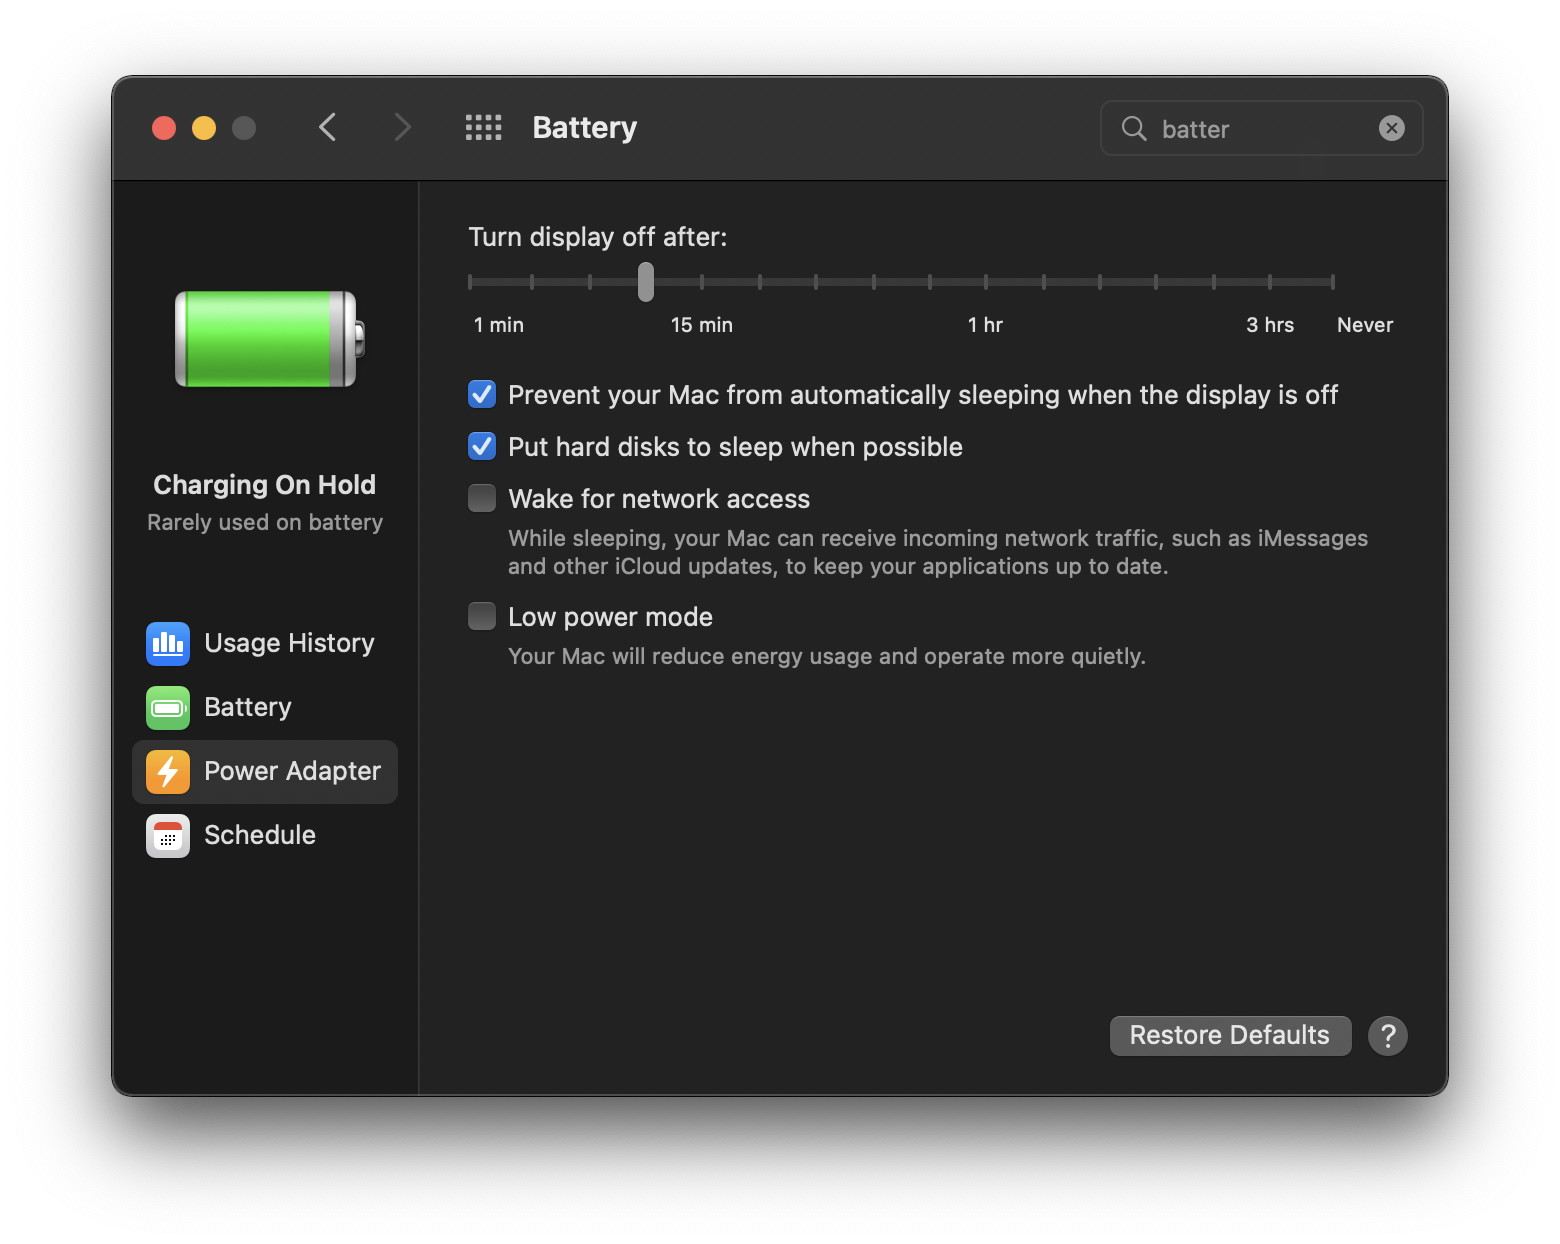 Battery
batter
Turn display off after:
1 min 15 min 1 hr 3 hrs Never
Charging On Hold
Rarely used on battery
Usage History
Battery
Power Adapter
Schedule
Prevent your Mac from automatically sleeping when the display is off
Put hard disks to sleep when possible
Wake for network access
While sleeping, your Mac can receive incoming network traffic, such as iMessages
and other iCloud updates, to keep your applications up to date.
Low power mode
Your Mac will reduce energy usage and operate more quietly.
Restore Defaults ?